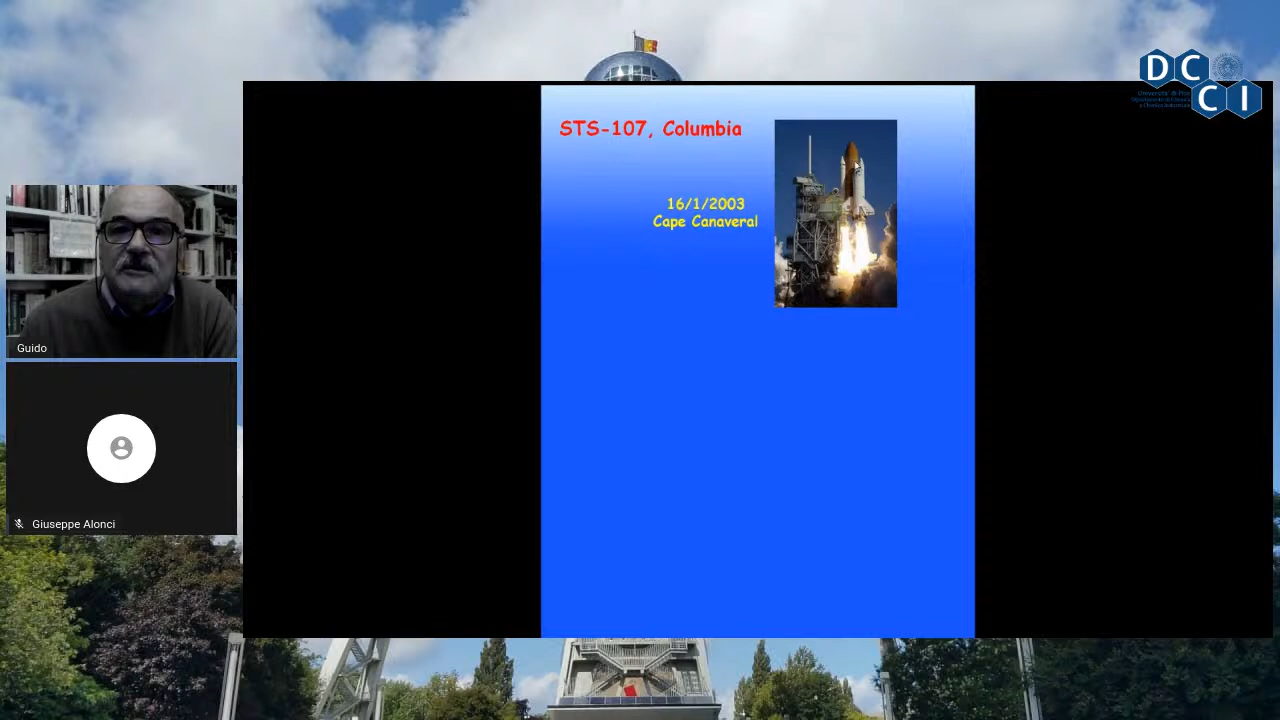 DC
CI
STS-107, Columbia
16/1/2003
Cape Canaveral
Guido
Giuseppe Alonci